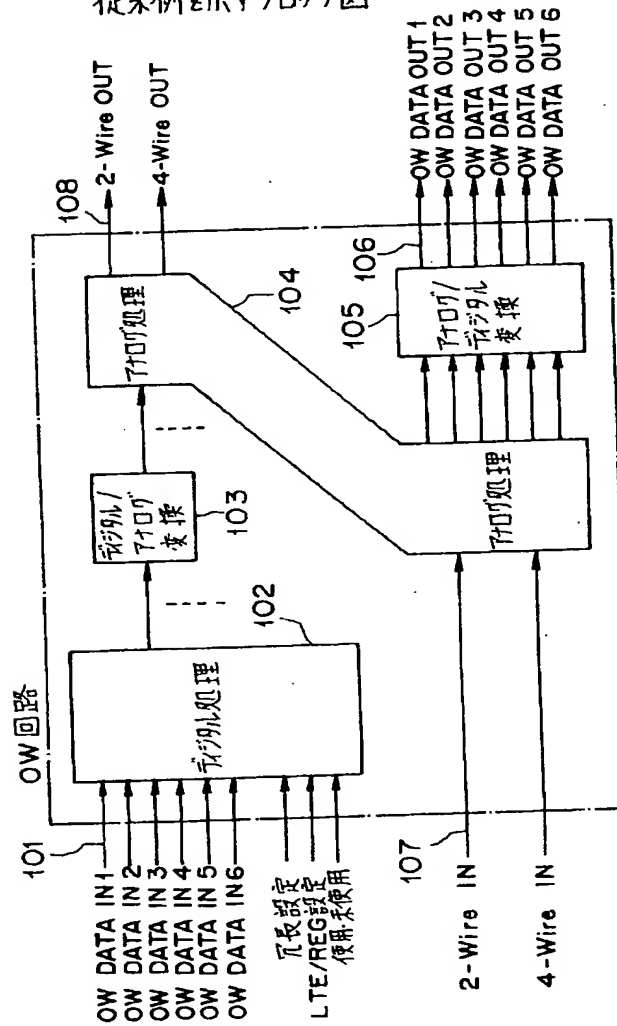 従来例を示すブロック図
OW回路
101
OW DATA IN1
OW DATA IN 2
OW DATA IN 3
OW DATA IN 4
OW DATA IN 5
OW DATA IN6
冗長設定
LTE/REG設定
使用・未使用
ディジタル処理
102
ディジタル/
アナログ
変換
103
アナログ処理
104
108
2-Wire OUT
4-Wire OUT
107
2-Wire IN
4-Wire IN
アナログ処理
105
アナログ/
ディジタル
変換
106
OW DATA OUT 1
OW DATA OUT 2
OW DATA OUT 3
OW DATA OUT 4
OW DATA OUT 5
OW DATA OUT 6